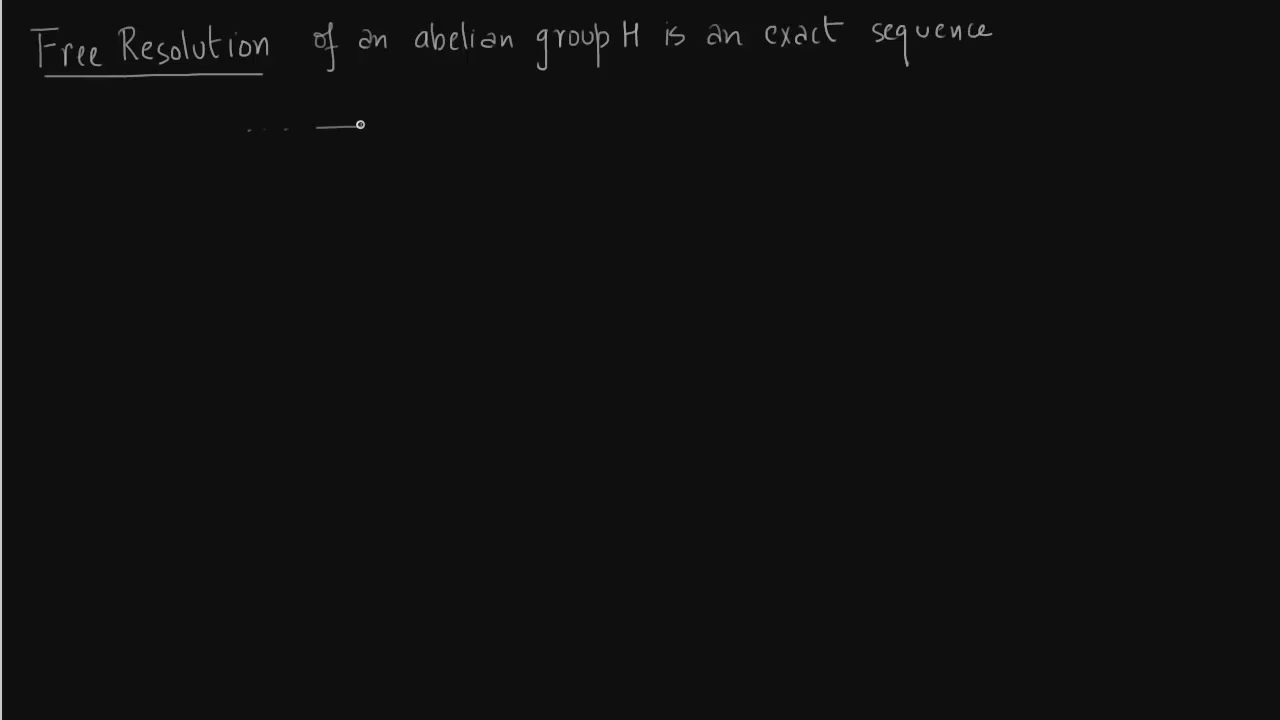 Free Resolution of an abelian group H is an exact sequence
... —